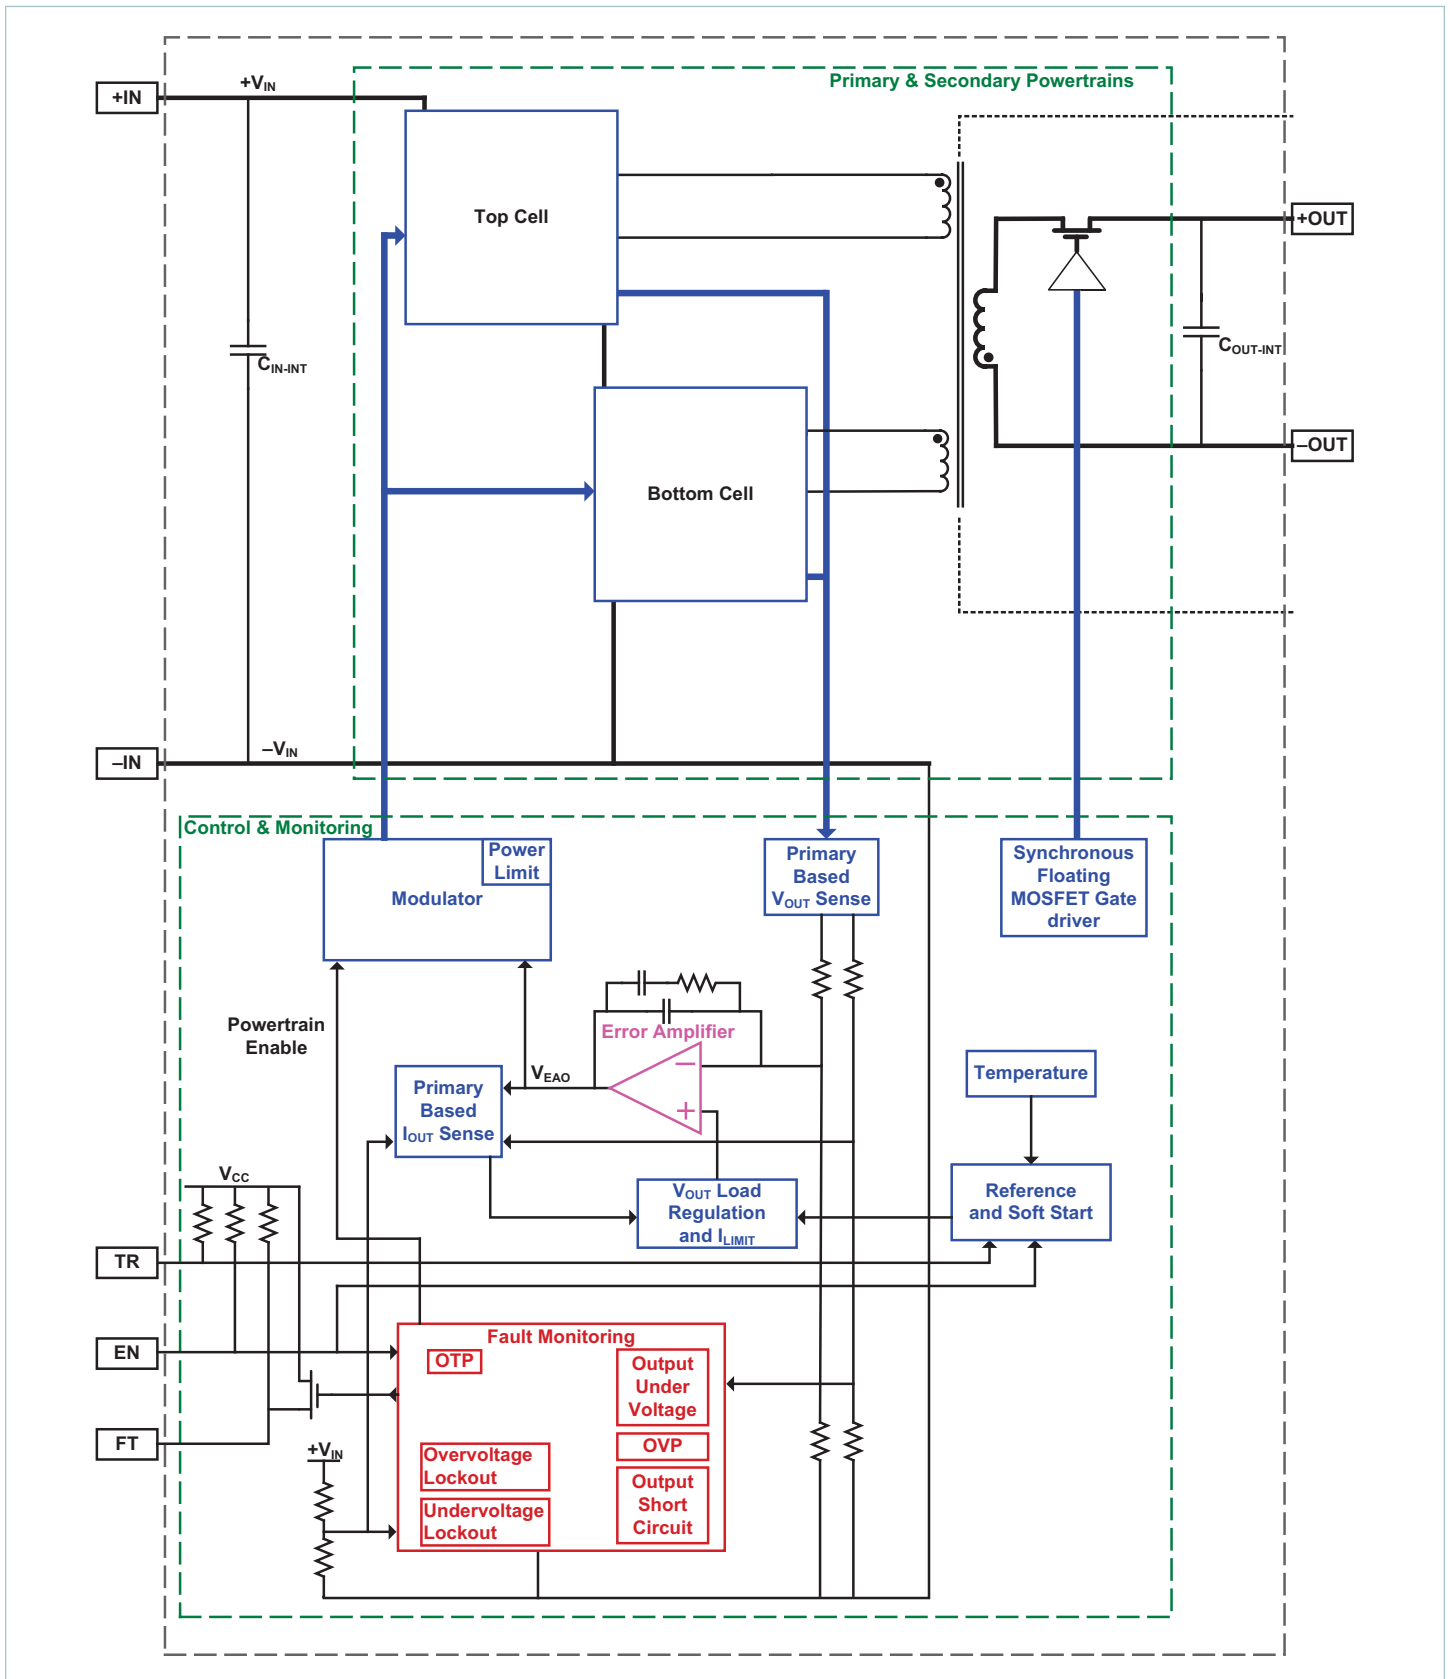 Primary & Secondary Powertrains
+IN
+VIN
Top Cell
+OUT
CIN-INT
COUT-INT
–OUT
Bottom Cell
–IN
–VIN
Control & Monitoring
Power
Limit
Modulator
Primary
Based
VOUT Sense
Synchronous
Floating
MOSFET Gate
driver
Powertrain
Enable
Error Amplifier
–
+
VEAO
Primary
Based
IOUT Sense
Temperature
VCC
VOUT Load
Regulation
and ILIMIT
Reference
and Soft Start
TR
EN
FT
Fault Monitoring
OTP
Output
Under
Voltage
OVP
Output
Short
Circuit
Overvoltage
Lockout
Undervoltage
Lockout
+VIN